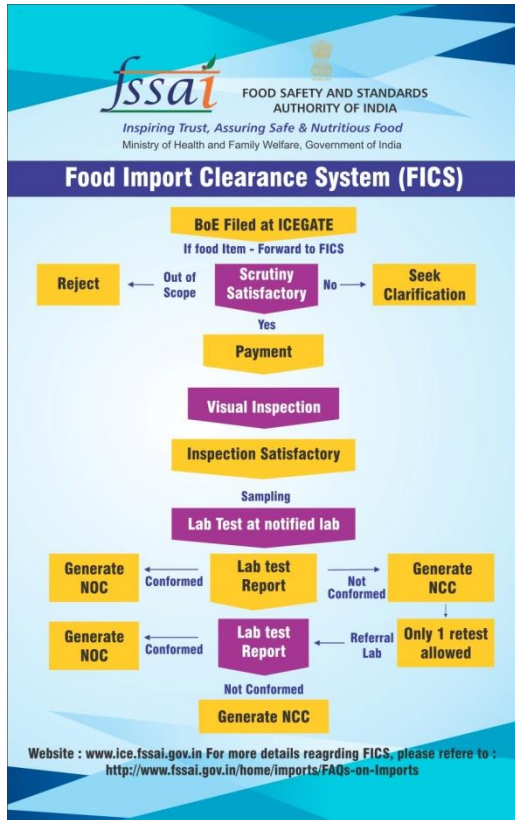 fssai
FOOD SAFETY AND STANDARDS
AUTHORITY OF INDIA
Inspiring Trust, Assuring Safe & Nutritious Food
Ministry of Health and Family Welfare, Government of India
Food Import Clearance System (FICS)
BoE Filed at ICEGATE
If food Item - Forward to FICS
Reject
Out of
Scope
Scrutiny
Satisfactory
No
Seek
Clarification
Yes
Payment
Visual Inspection
Inspection Satisfactory
Sampling
Lab Test at notified lab
Generate
NOC
Conformed
Lab test
Report
Not
Conformed
Generate
NCC
Generate
NOC
Conformed
Lab test
Report
Referral
Lab
Only 1 retest
allowed
Not Conformed
Generate NCC
Website : www.ice.fssai.gov.in For more details reagrding FICS, please refere to :
http://www.fssai.gov.in/home/imports/FAQs-on-Imports